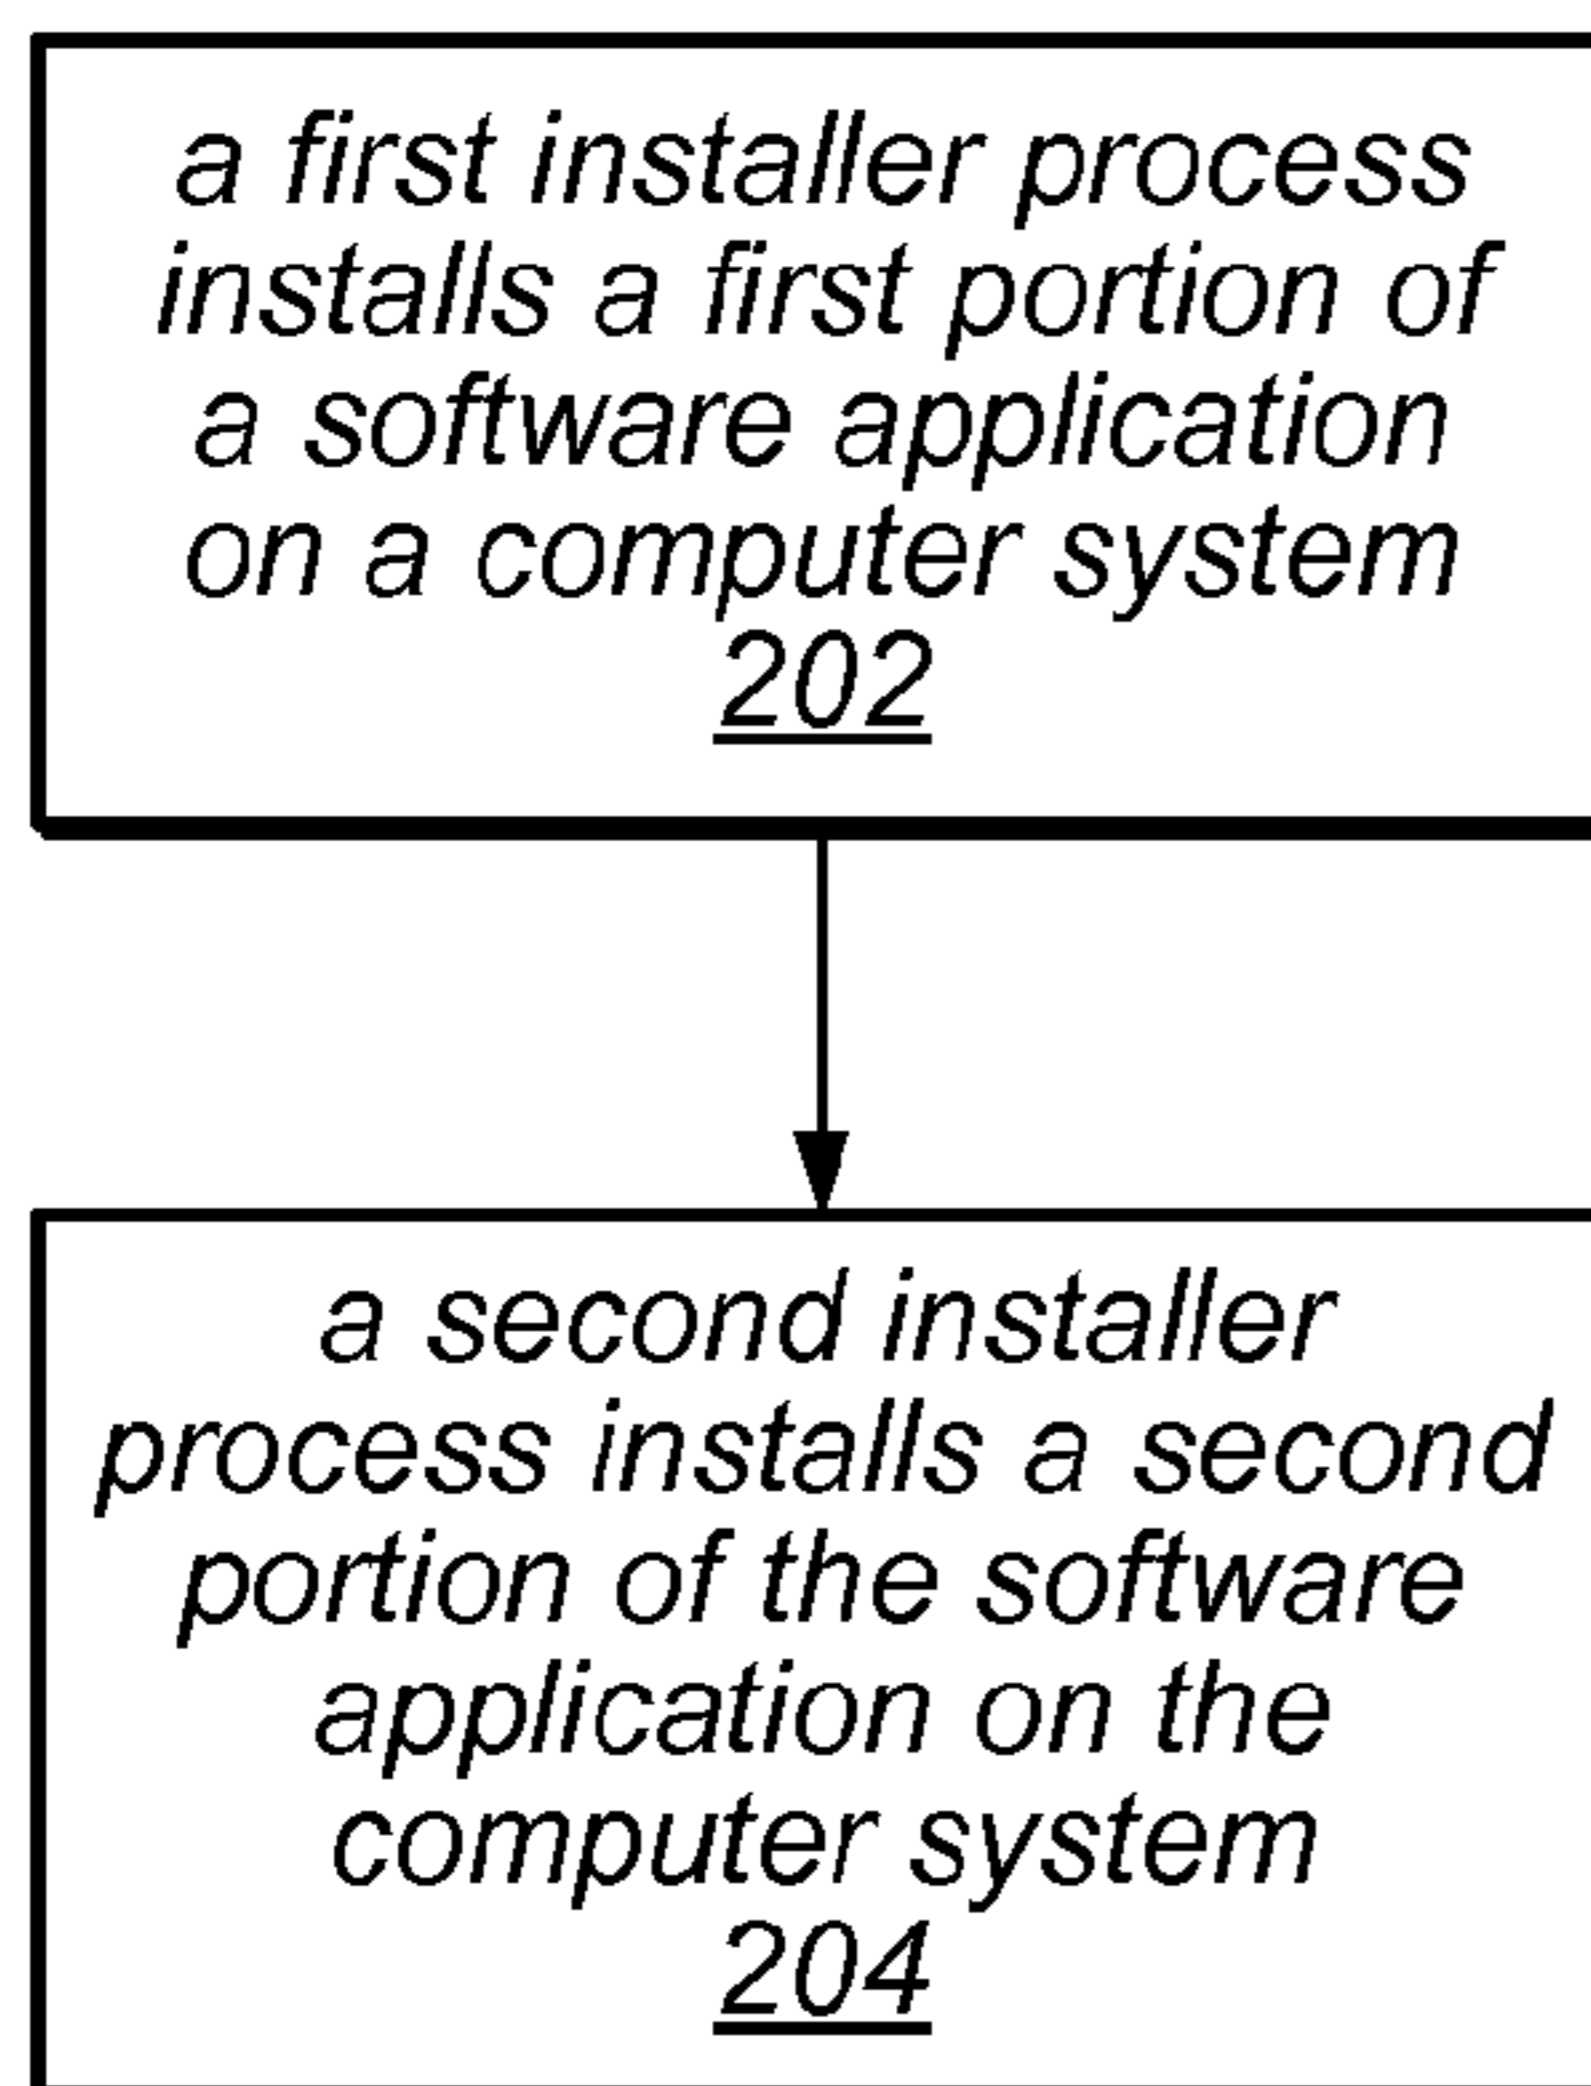 a first installer process
installs a first portion of
a software application
on a computer system
202
a second installer
process installs a second
portion of the software
application on the
computer system
204